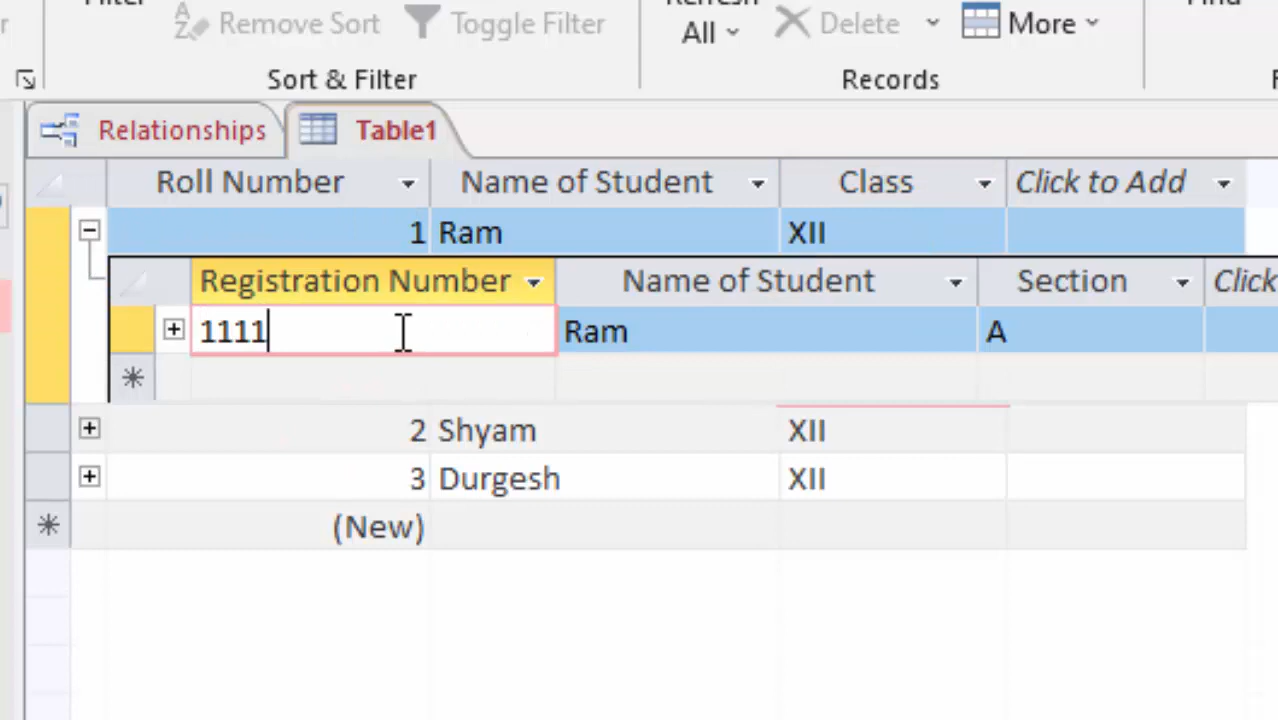 Remove Sort
Toggle Filter
All
Delete
More
Sort & Filter
Records
Relationships
Table1
Roll Number
Name of Student
Class
Click to Add
1 Ram XII
Registration Number
Name of Student
Section
Click
1111 Ram A
2 Shyam XII
3 Durgesh XII
(New)